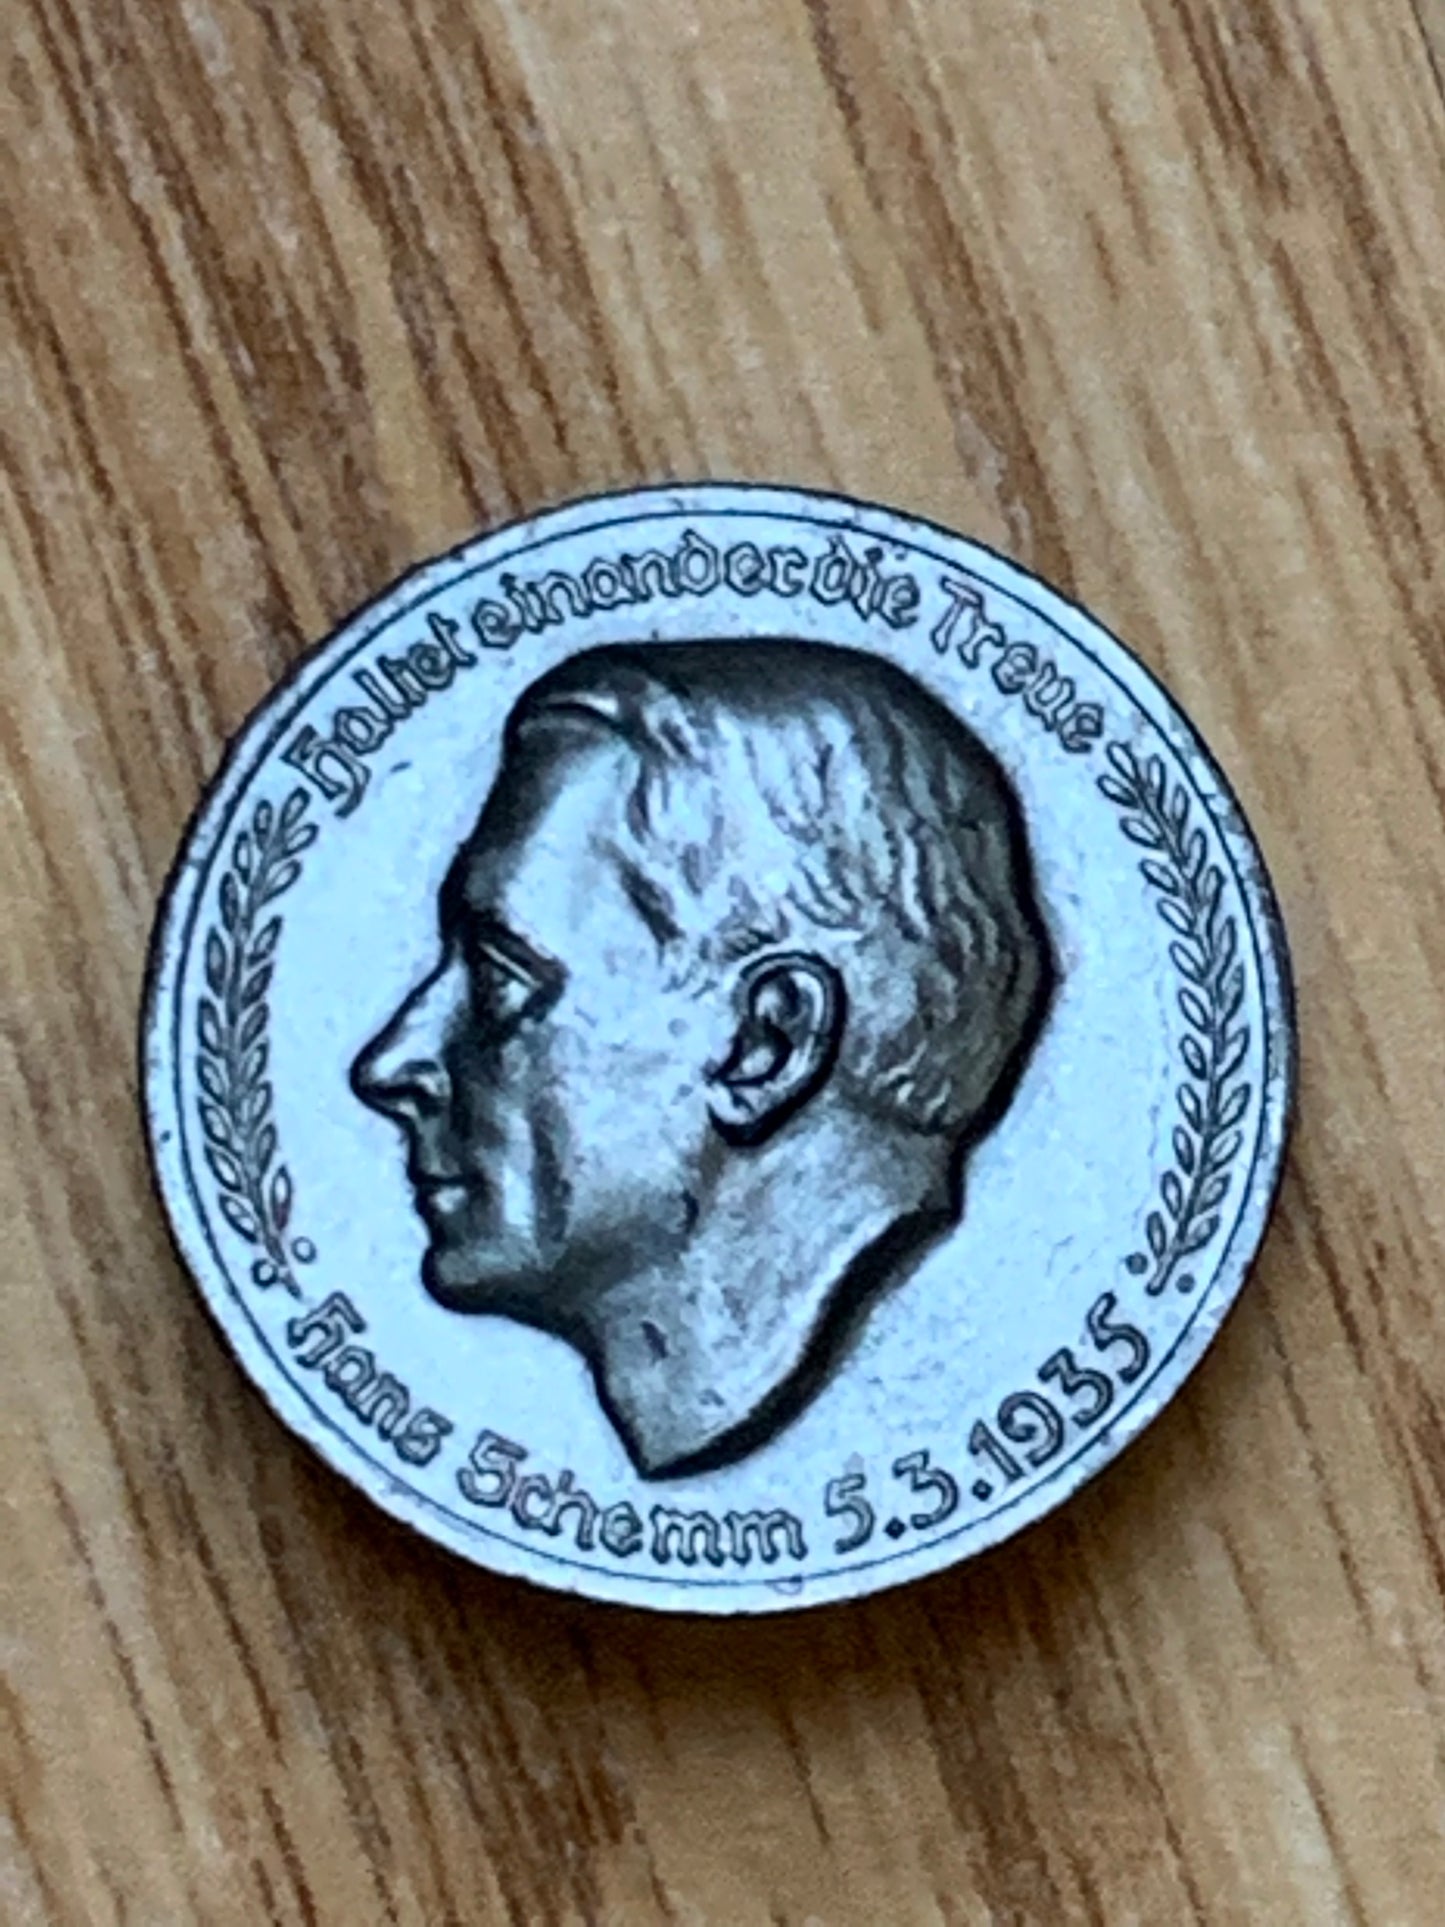 Haltet einander die Treue
Hans Schemm 5.3.1935